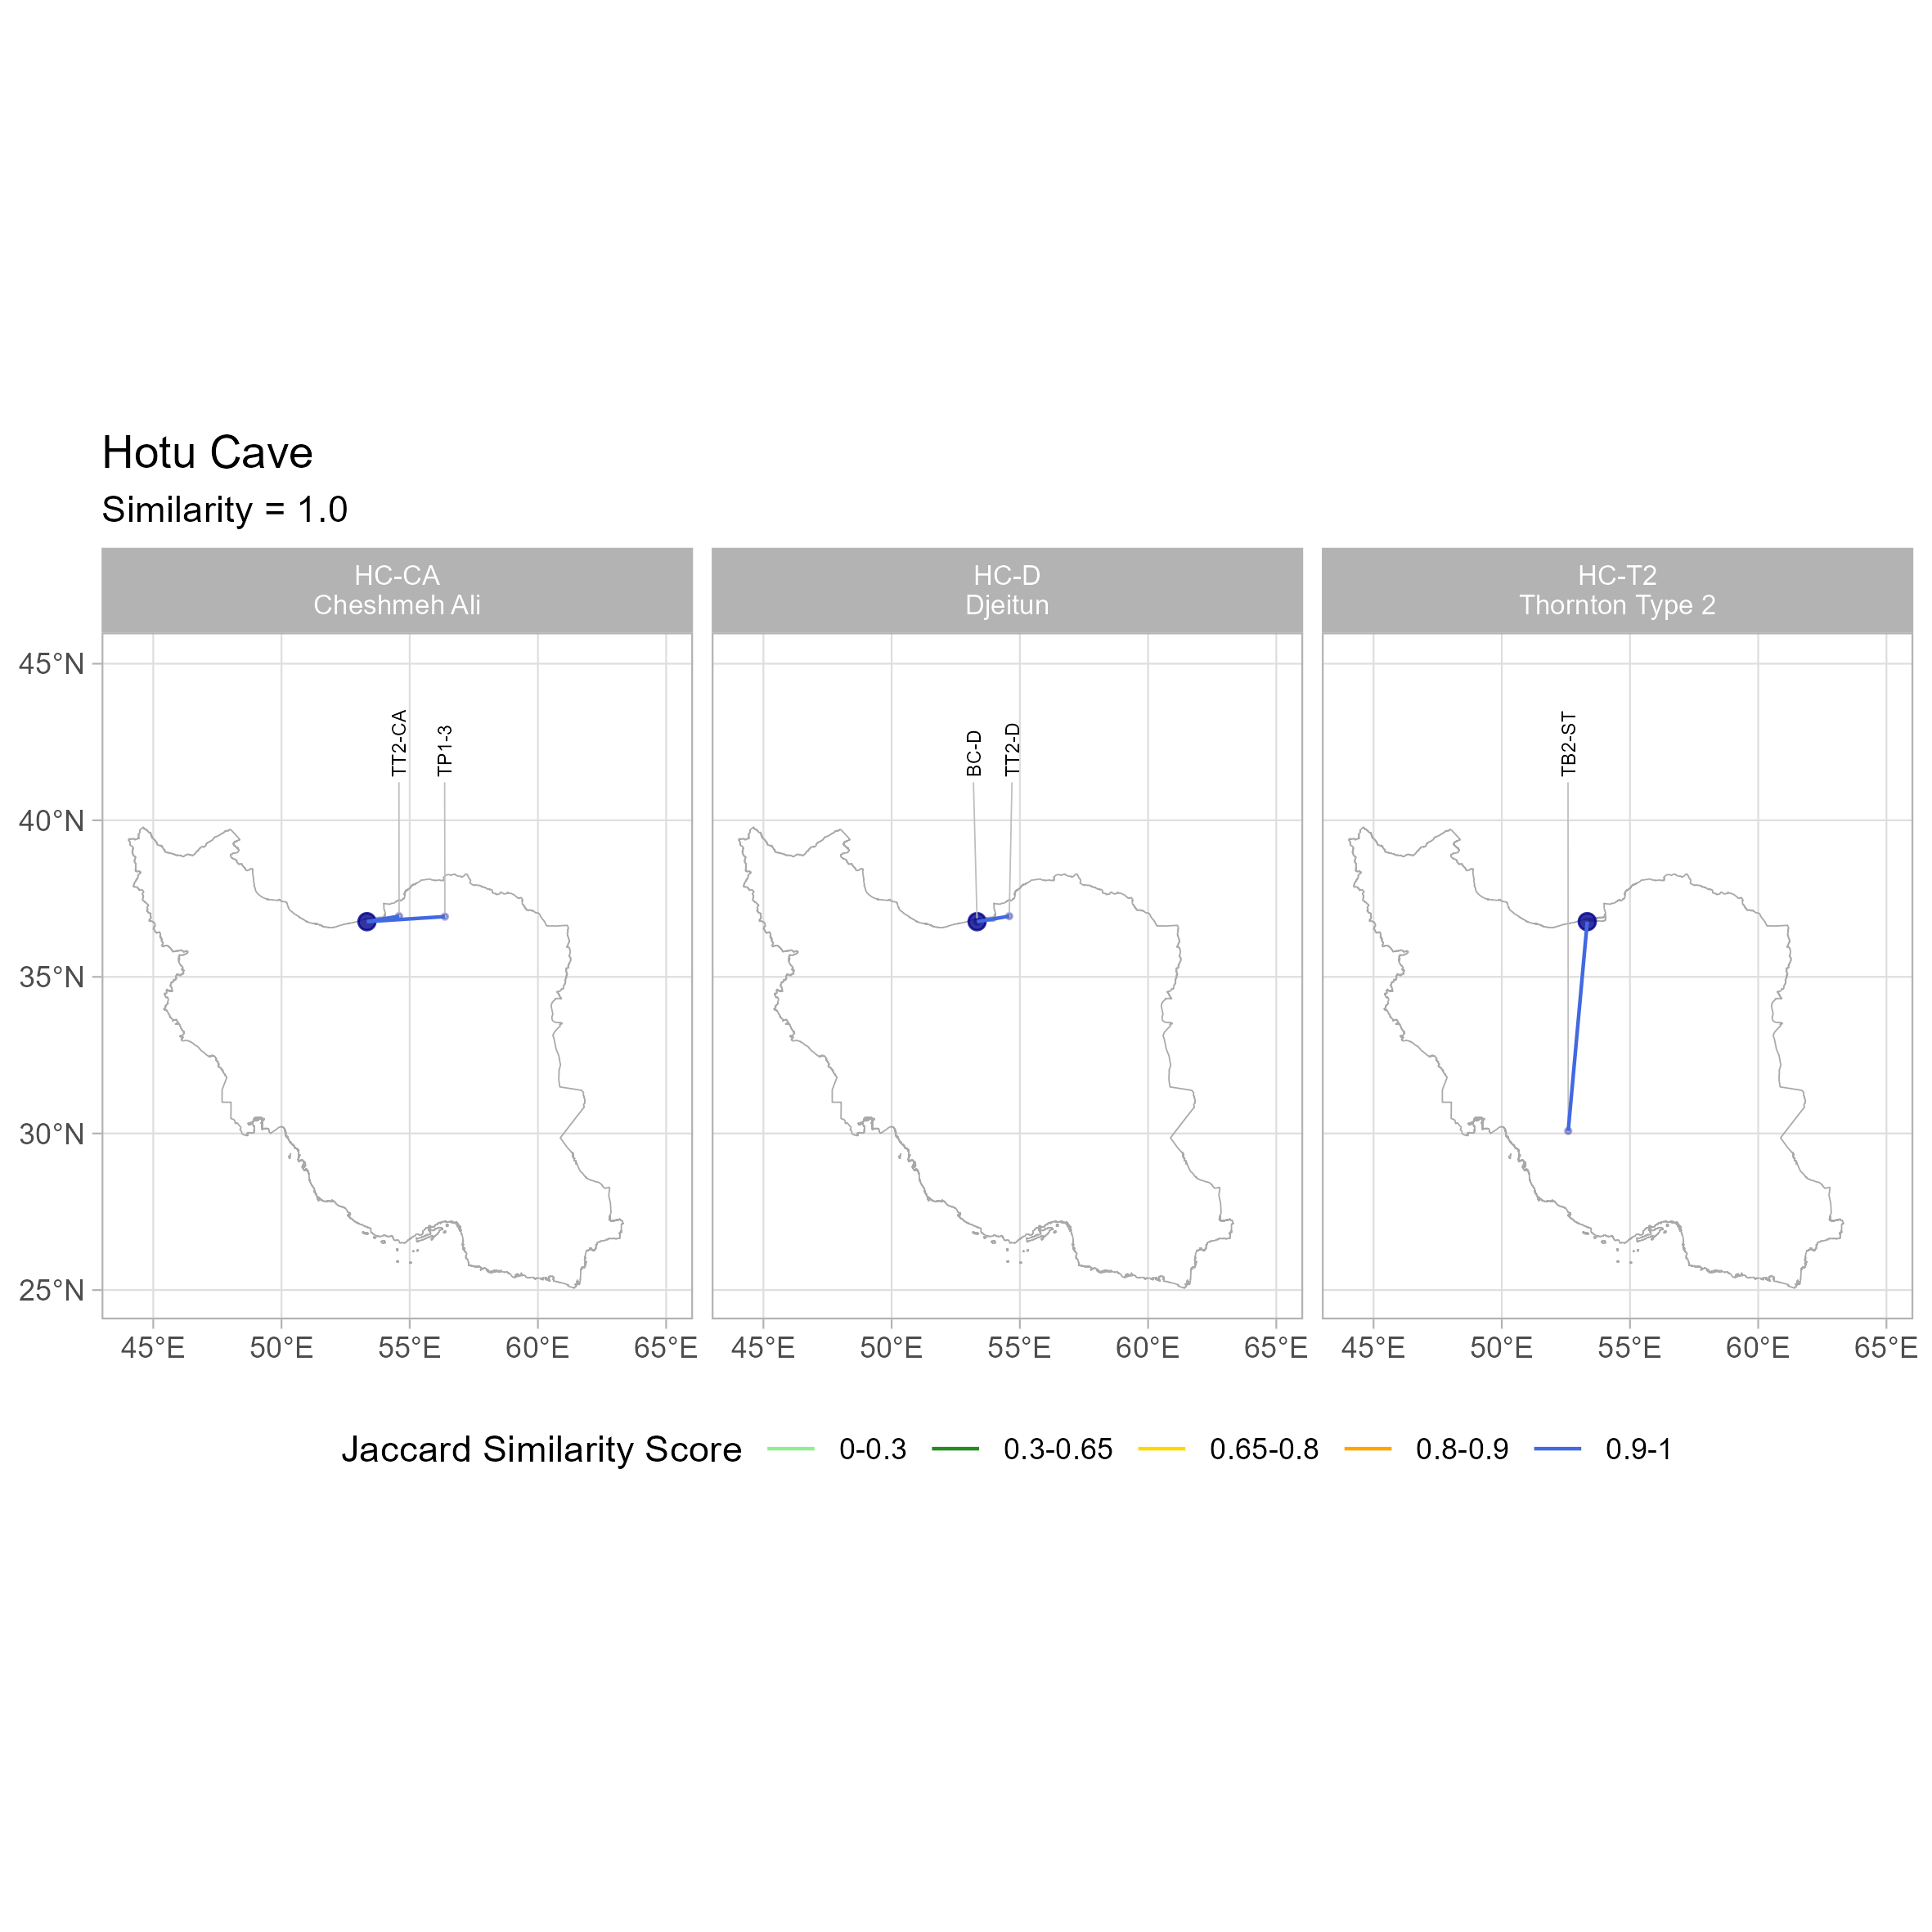 Hotu Cave
Similarity = 1.0
HC-CA
Cheshmeh Ali
HC-D
Djeitun
HC-T2
Thornton Type 2
45°N
40°N
35°N
30°N
25°N
TT2-CA
TP1-3
BC-D
TT2-D
TB2-ST
45°E 50°E 55°E 60°E 65°E
45°E 50°E 55°E 60°E 65°E
45°E 50°E 55°E 60°E 65°E
Jaccard Similarity Score 0-0.3 0.3-0.65 0.65-0.8 0.8-0.9 0.9-1